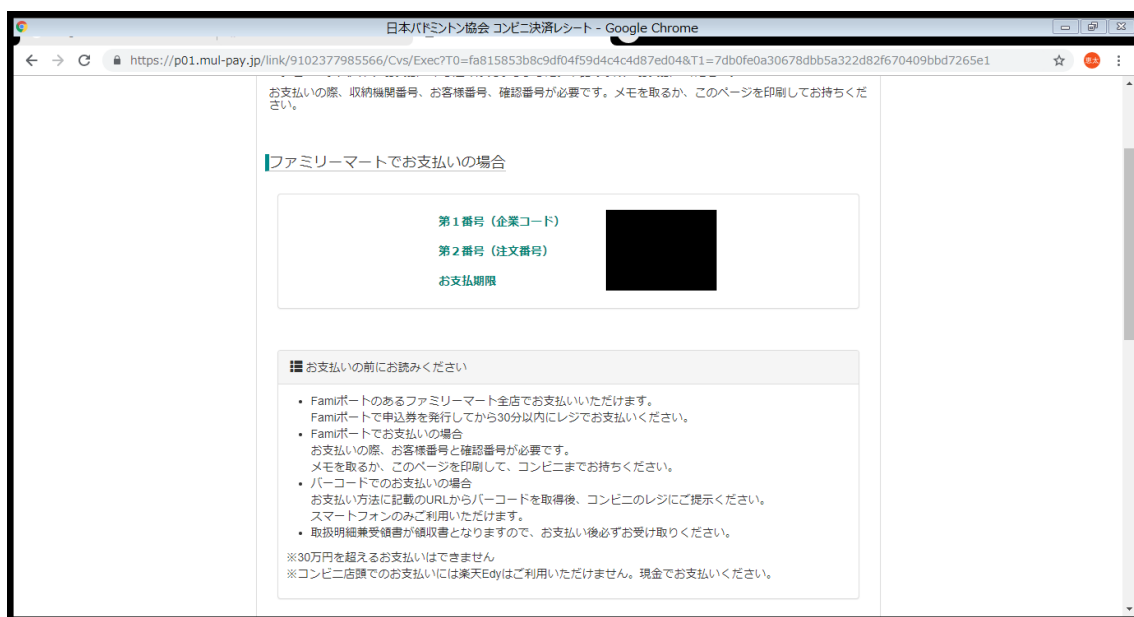 日本バドミントン協会 コンビニ決済レシート - Google Chrome
https://p01.mul-pay.jp/link/9102377985566/Cvs/Exec?T0=fa815853b8c9df04f59d4c4c4d87ed04&T1=7db0fe0a30678dbb5a322d82f670409bbd7265e1
お支払いの際、収納機関番号、お客様番号、確認番号が必要です。メモを取るか、このページを印刷してお持ちくだ
さい。
ファミリーマートでお支払いの場合
第１番号（企業コード）
第２番号（注文番号）
お支払期限
お支払いの前にお読みください
• Famiポートのあるファミリーマート全店でお支払いいただけます。
Famiポートで申込券を発行してから30分以内にレジでお支払いください。
• Famiポートでお支払いの場合
お支払いの際、お客様番号と確認番号が必要です。
メモを取るか、このページを印刷して、コンビニまでお持ちください。
• バーコードでのお支払いの場合
お支払い方法に記載のURLからバーコードを取得後、コンビニのレジにご提示ください。
スマートフォンのみご利用いただけます。
• 取扱明細兼受領書が領収書となりますので、お支払い後必ずお受け取りください。
※30万円を超えるお支払いはできません
※コンビニ店頭でのお支払いには楽天Edyはご利用いただけません。現金でお支払いください。